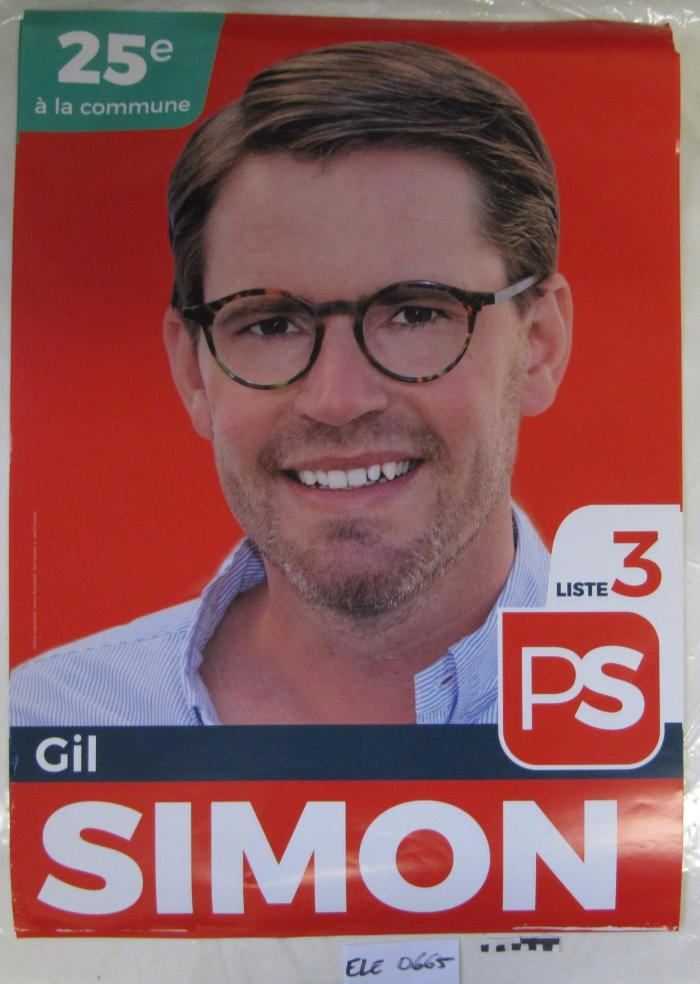 25e
à la commune
LISTE 3
PS
Gil
SIMON
ELE 0665